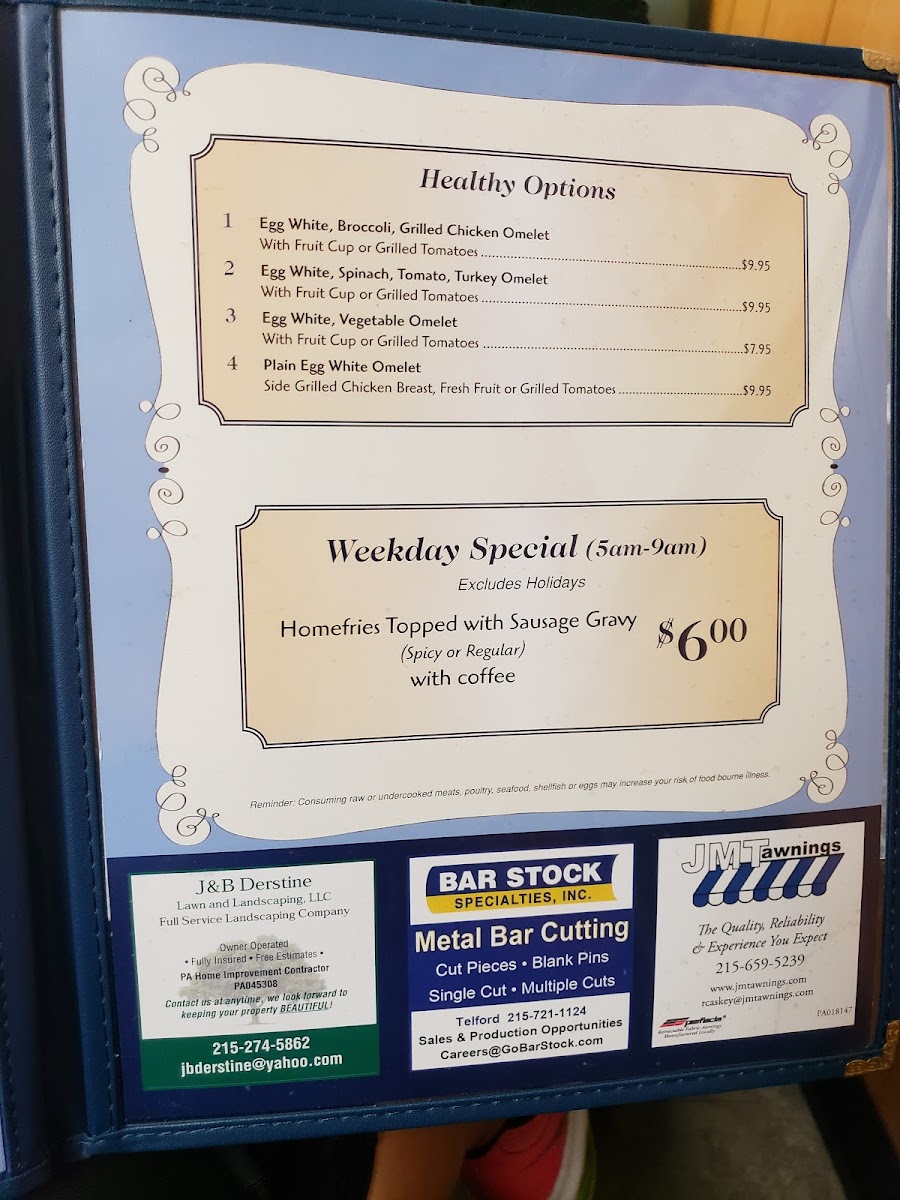 Healthy Options
1 Egg White, Broccoli, Grilled Chicken Omelet
With Fruit Cup or Grilled Tomatoes $9.95
2 Egg White, Spinach, Tomato, Turkey Omelet
With Fruit Cup or Grilled Tomatoes $9.95
3 Egg White, Vegetable Omelet
With Fruit Cup or Grilled Tomatoes $7.95
4 Plain Egg White Omelet
Side Grilled Chicken Breast, Fresh Fruit or Grilled Tomatoes $9.95
Weekday Special (5am-9am)
Excludes Holidays
Homefries Topped with Sausage Gravy
(Spicy or Regular)
with coffee
$6.00
Reminder: Consuming raw or undercooked meats, poultry, seafood, shellfish or eggs may increase your risk of food bourne illness.
J&B Derstine
Lawn and Landscaping, LLC
Full Service Landscaping Company
Owner Operated
• Fully Insured • Free Estimates •
PA Home Improvement Contractor
PA045308
Contact us at anytime, we look forward to
keeping your property BEAUTIFUL!
215-274-5862
jbderstine@yahoo.com
BAR STOCK
SPECIALTIES, INC.
Metal Bar Cutting
Cut Pieces • Blank Pins
Single Cut • Multiple Cuts
Telford 215-721-1124
Sales & Production Opportunities
Careers@GoBarStock.com
JMT awnings
The Quality, Reliability
& Experience You Expect
215-659-5239
www.jmtawnings.com
rcaskey@jmtawnings.com
PA018147
Retractable Fabric Awnings
Manufactured Locally